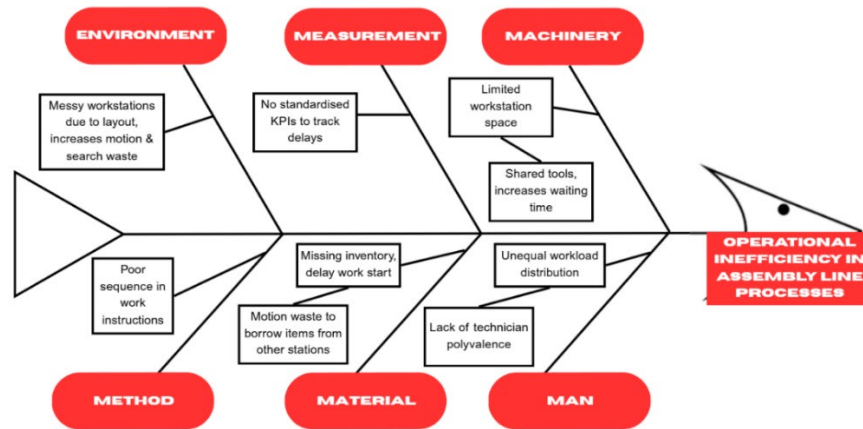 ENVIRONMENT
MEASUREMENT
MACHINERY
Messy workstations
due to layout,
increases motion &
search waste
No standardised
KPIs to track
delays
Limited
workstation
space
Shared tools,
increases waiting
time
OPERATIONAL
INEFFICIENCY IN
ASSEMBLY LINE
PROCESSES
Poor
sequence in
work
instructions
Missing inventory,
delay work start
Motion waste to
borrow items from
other stations
Unequal workload
distribution
Lack of technician
polyvalence
METHOD
MATERIAL
MAN